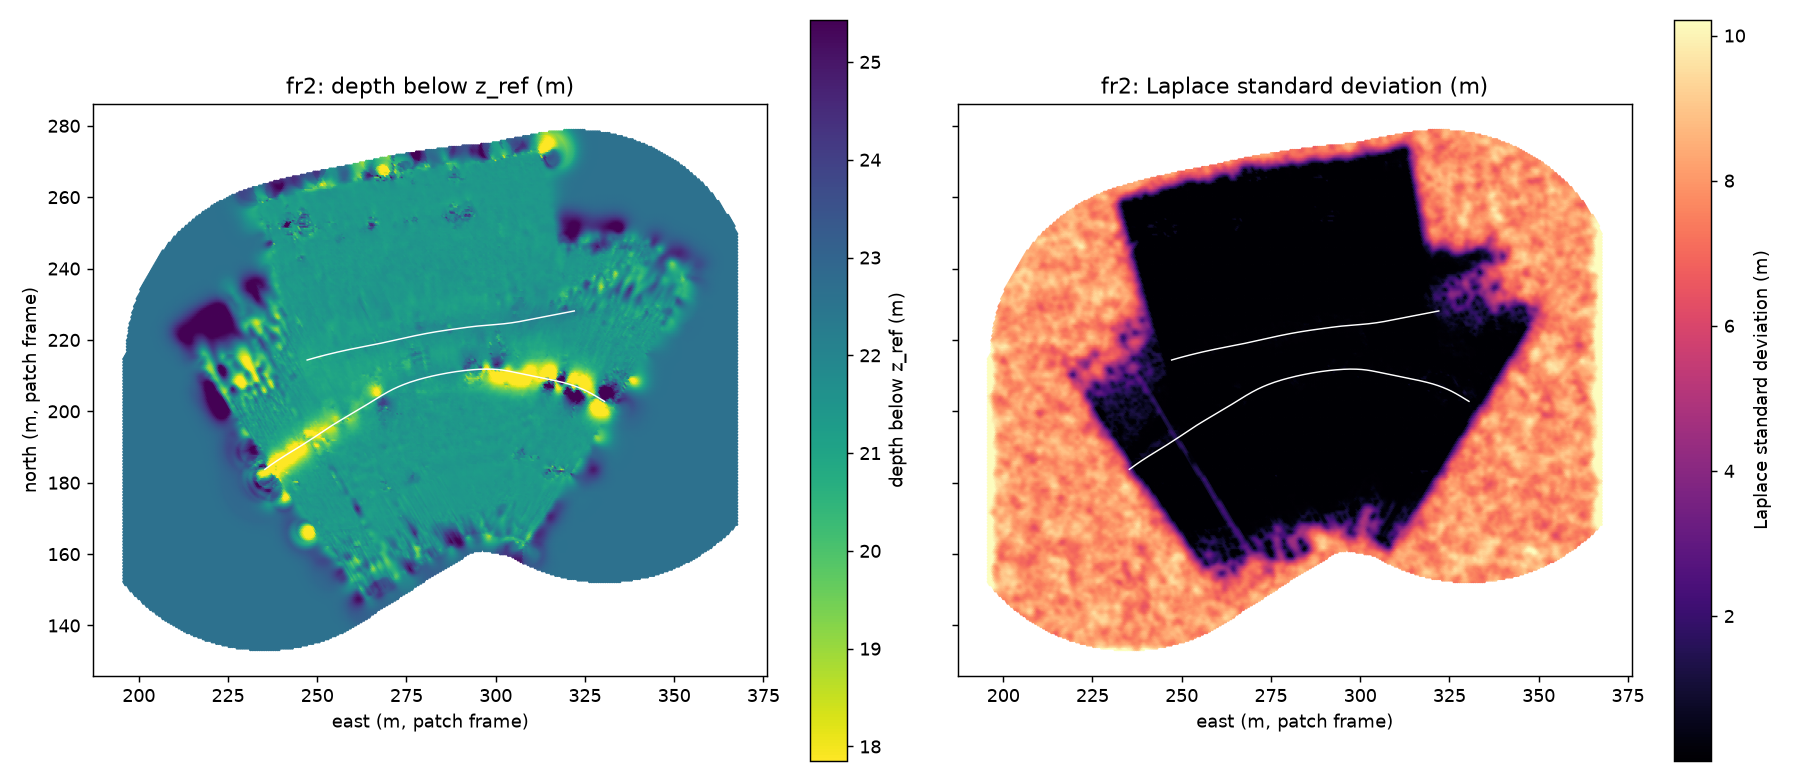 fr2: depth below z_ref (m)
280
260
240
220
200
180
160
140
north (m, patch frame)
200 225 250 275 300 325 350 375
east (m, patch frame)
25
24
23
22
21
20
19
18
depth below z_ref (m)
fr2: Laplace standard deviation (m)
200 225 250 275 300 325 350 375
east (m, patch frame)
10
8
6
4
2
Laplace standard deviation (m)